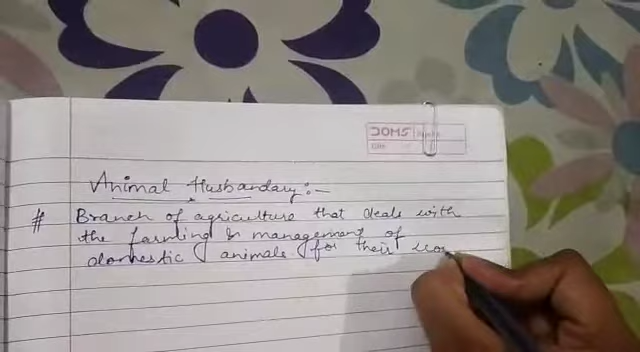 DOMS
Animal Husbandary:-
# Branch of agriculture that deals with
the farming & management of
domestic animals for their